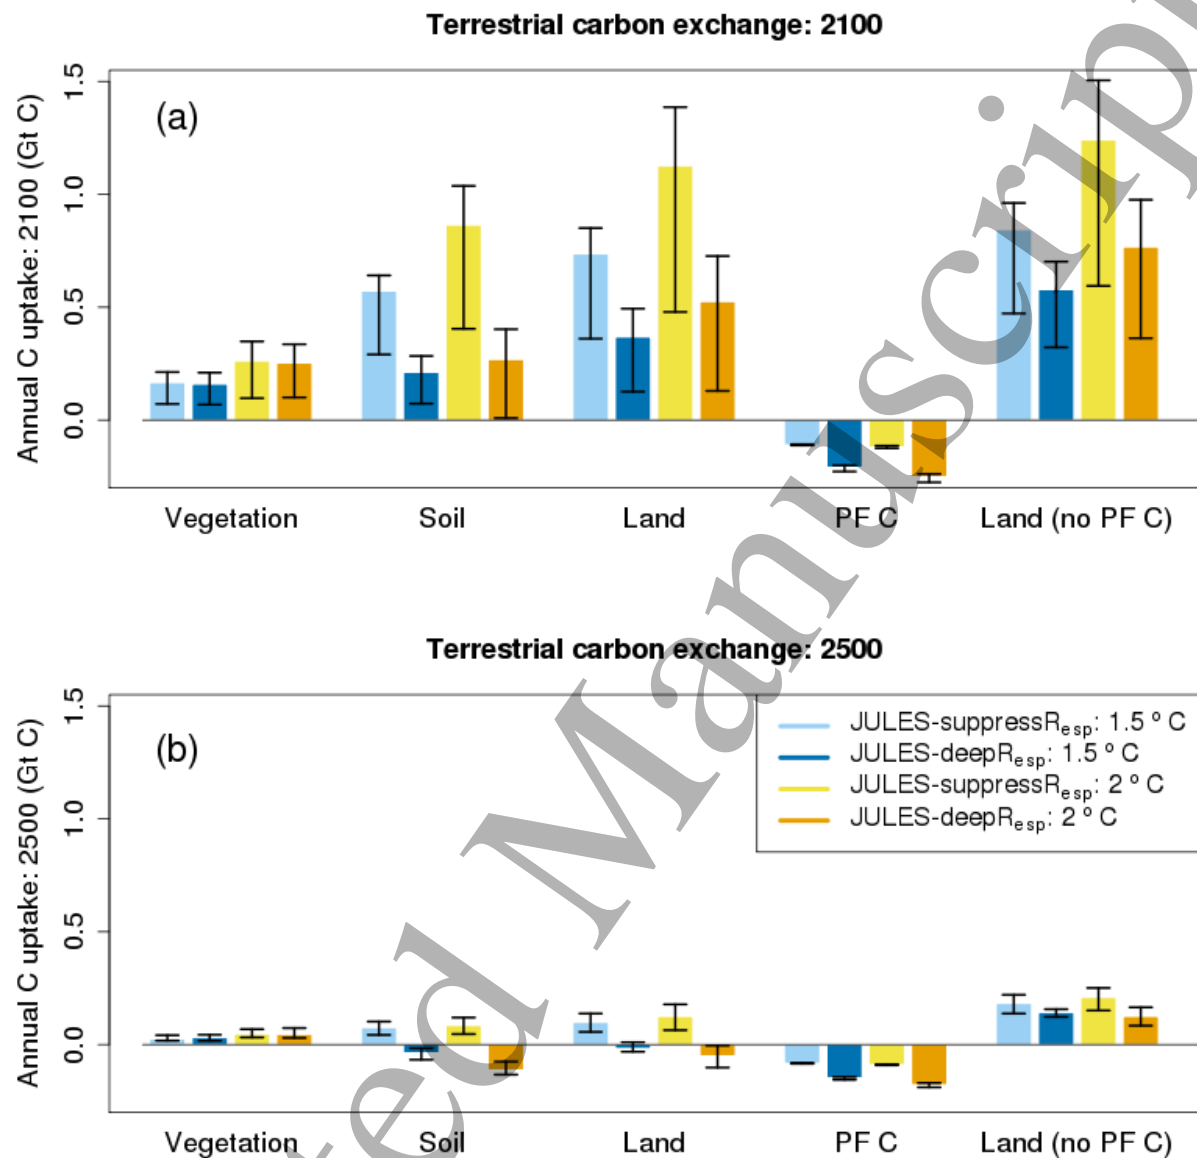 Terrestrial carbon exchange: 2100
(a)
Annual C uptake: 2100 (Gt C)
1.5
1.0
0.5
0.0
Vegetation Soil Land PF C Land (no PF C)
Terrestrial carbon exchange: 2500
(b)
Annual C uptake: 2500 (Gt C)
1.5
1.0
0.5
0.0
JULES-suppressResp: 1.5 º C
JULES-deepResp: 1.5 º C
JULES-suppressResp: 2 º C
JULES-deepResp: 2 º C
Vegetation Soil Land PF C Land (no PF C)
ted Manuscrip